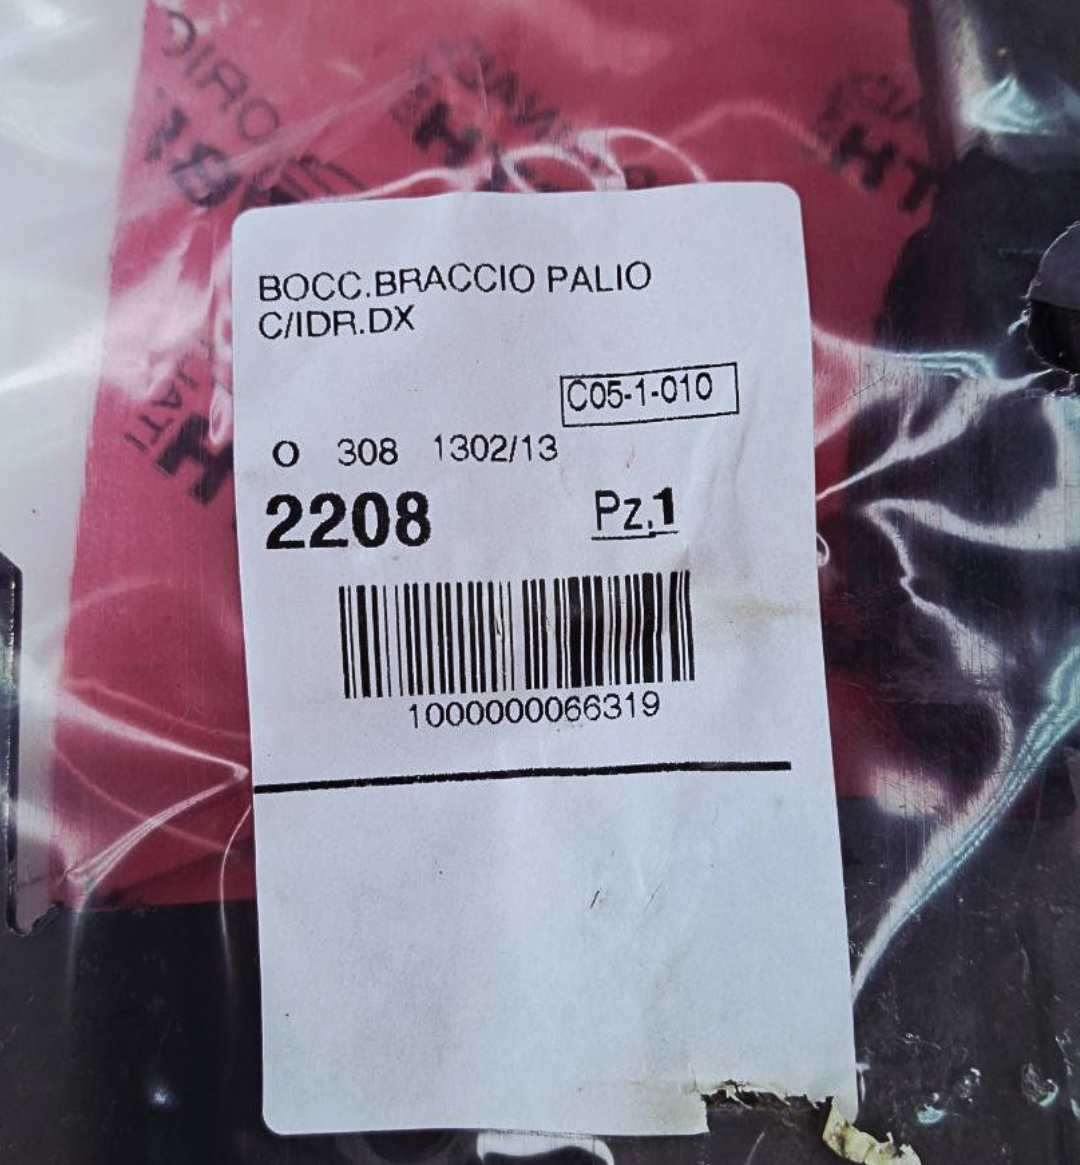 BOCC.BRACCIO PALIO
C/IDR.DX
C05-1-010
O 308 1302/13
2208 Pz.1
1000000066319